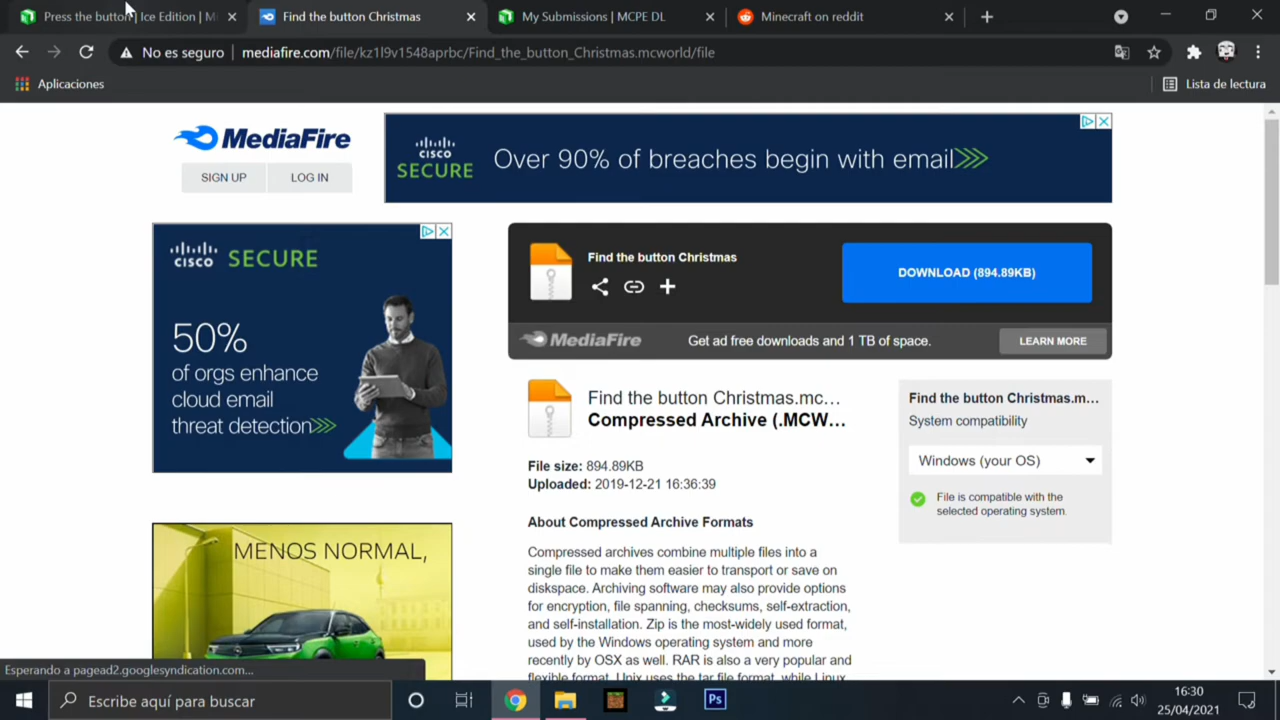 Press the button | Ice Edition | M
Find the button Christmas
My Submissions | MCPE DL
Minecraft on reddit
No es seguro
mediafire.com/file/kz1l9v1548aprbc/Find_the_button_Christmas.mcworld/file
Aplicaciones
Lista de lectura
MediaFire
SIGN UP
LOG IN
CISCO
SECURE
Over 90% of breaches begin with email>>>
CISCO SECURE
50%
of orgs enhance
cloud email
threat detection>>>
Find the button Christmas
DOWNLOAD (894.89KB)
MediaFire
Get ad free downloads and 1 TB of space.
LEARN MORE
Find the button Christmas.mc...
Compressed Archive (.MCW...
File size: 894.89KB
Uploaded: 2019-12-21 16:36:39
About Compressed Archive Formats
Compressed archives combine multiple files into a
single file to make them easier to transport or save on
diskspace. Archiving software may also provide options
for encryption, file spanning, checksums, self-extraction,
and self-installation. Zip is the most-widely used format,
used by the Windows operating system and more
recently by OSX as well. RAR is also a very popular and
flexible format. Unix uses the tar file format, while Linux
Find the button Christmas.m...
System compatibility
Windows (your OS)
File is compatible with the
selected operating system.
MENOS NORMAL,
Esperando a pagead2.googlesyndication.com...
Escribe aquí para buscar
Ps
16:30
25/04/2021